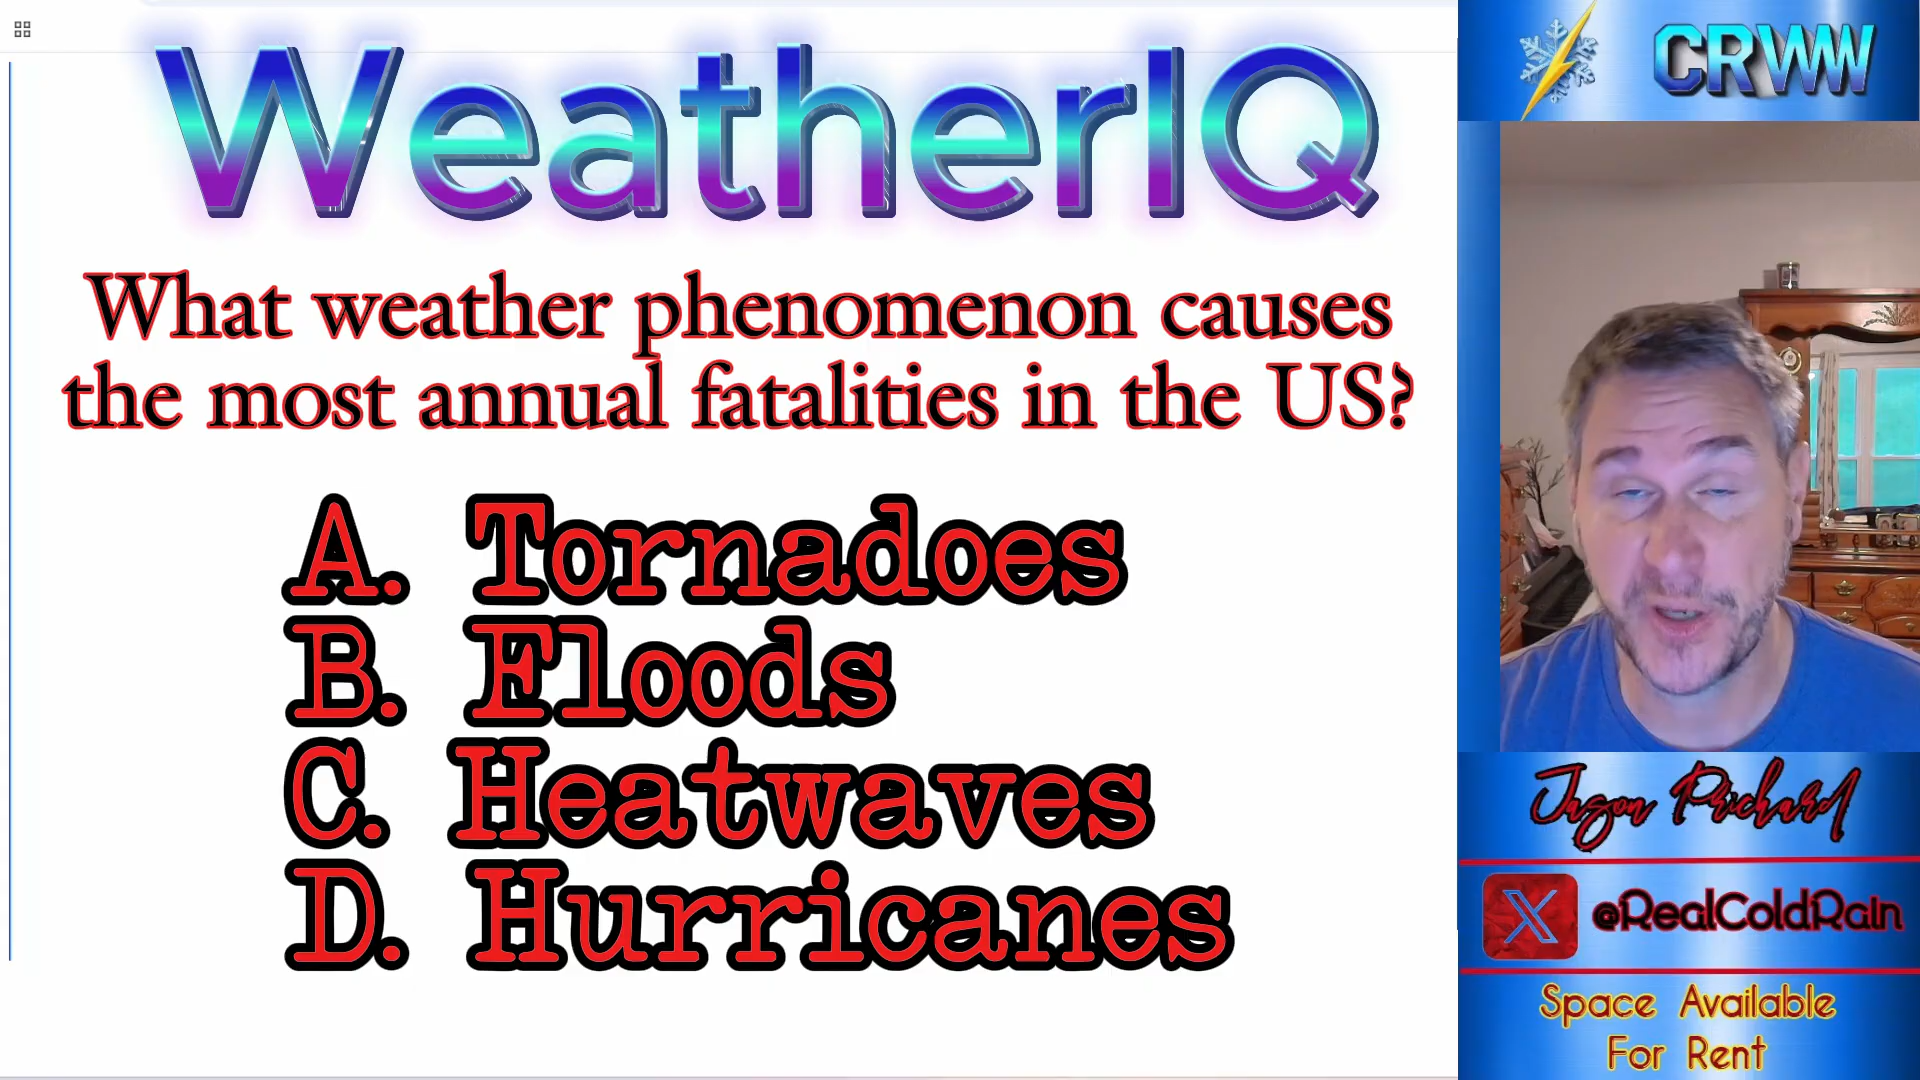 WeatherIQ
What weather phenomenon causes
the most annual fatalities in the US?
A. Tornadoes
B. Floods
C. Heatwaves
D. Hurricanes
CRWW
Jason Prichard
X @RealColdRain
Space Available
For Rent